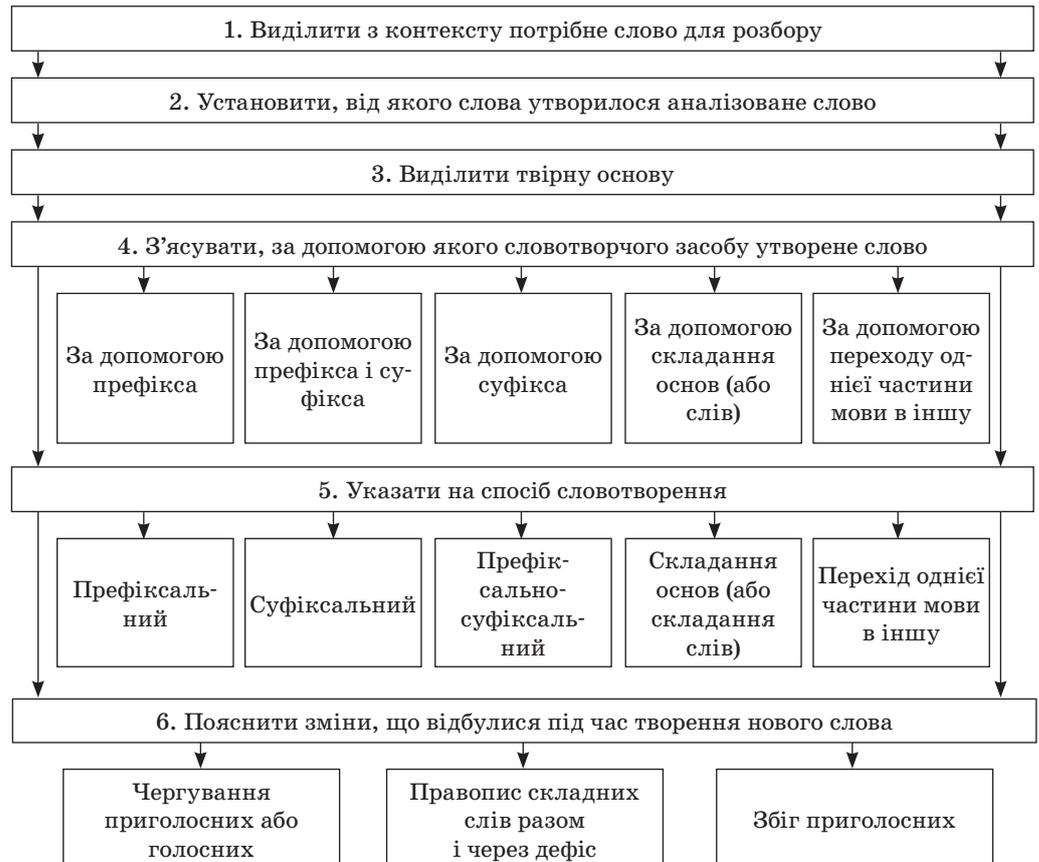 1. Виділити з контексту потрібне слово для розбору
2. Установити, від якого слова утворилося аналізоване слово
3. Виділити твірну основу
4. З’ясувати, за допомогою якого словотворчого засобу утворене слово
За допомогою
префікса
За допомогою
префікса і су-
фікса
За допомогою
суфікса
За допомогою
складання
основ (або
слів)
За допомогою
переходу од-
нієї частини
мови в іншу
5. Указати на спосіб словотворення
Префіксаль-
ний
Суфіксальний
Префік-
сально-
суфіксаль-
ний
Складання
основ (або
складання
слів)
Перехід однієї
частини мови
в іншу
6. Пояснити зміни, що відбулися під час творення нового слова
Чергування
приголосних або
голосних
Правопис складних
слів разом
і через дефіс
Збіг приголосних